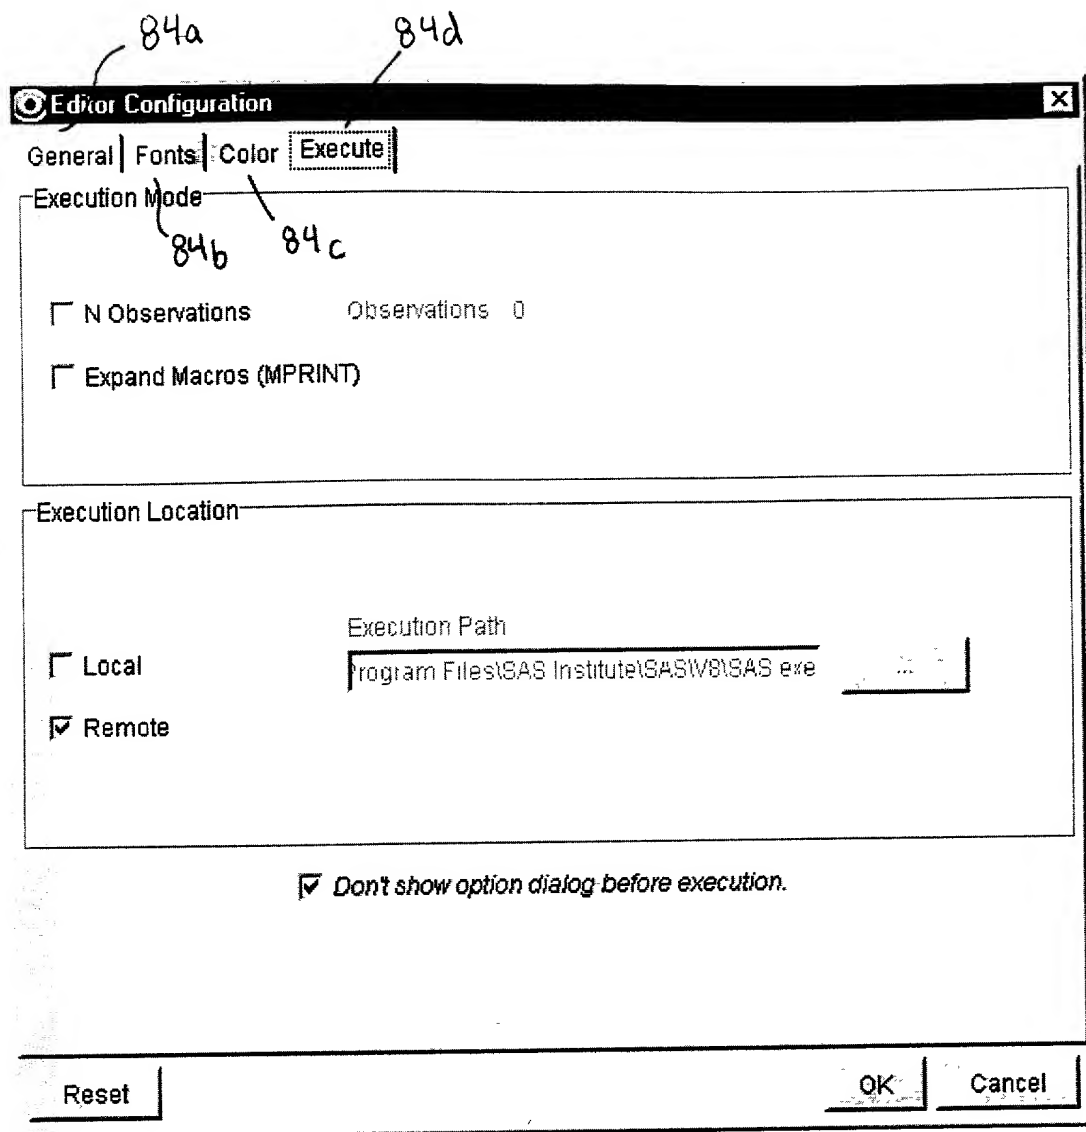 84a 84d
Editor Configuration
General Fonts Color Execute
Execution Mode
84b 84c
N Observations Observations 0
Expand Macros (MPRINT)
Execution Location
Execution Path
Local rogram Files\SAS Institute\SAS\V8\SAS exe ...
Remote
Don't show option dialog before execution.
Reset OK Cancel